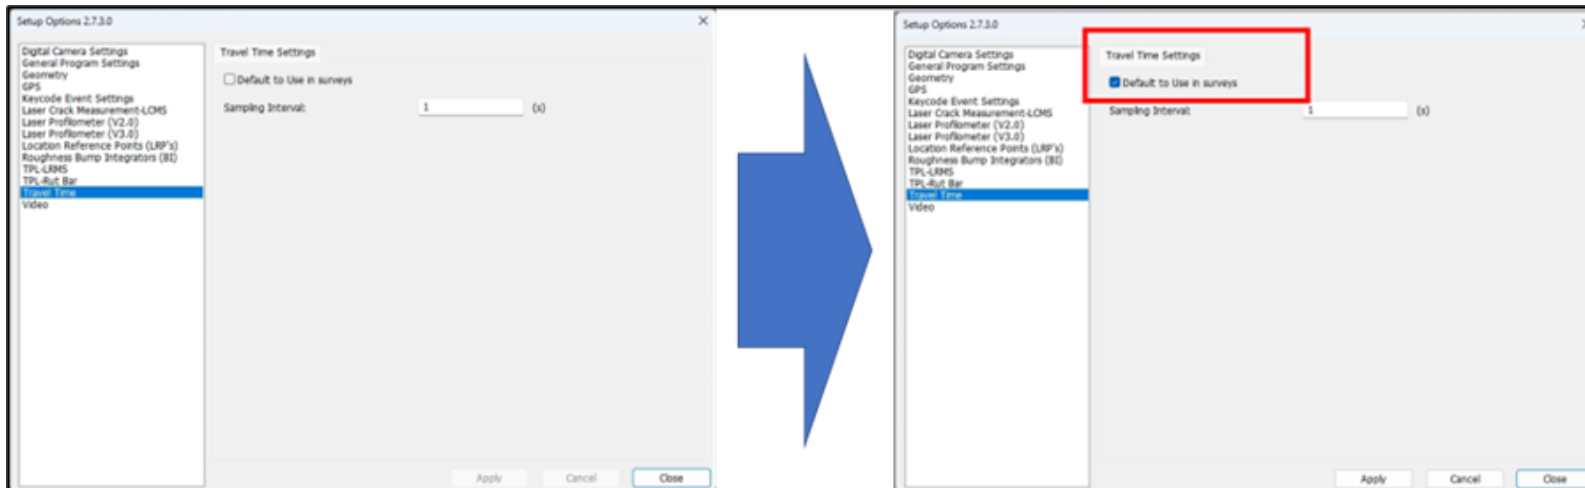 Setup Options 2.7.3.0
Digital Camera Settings
General Program Settings
Geometry
GPS
Keycode Event Settings
Laser Crack Measurement-LCMS
Laser Profilometer (V2.0)
Laser Profilometer (V3.0)
Location Reference Points (LRP's)
Roughness Bump Integrators (BI)
TPL-LRMS
TPL-Rut Bar
Travel Time
Video
Travel Time Settings
Default to Use in surveys
Sampling Interval: 1 (s)
Apply Cancel Close
Setup Options 2.7.3.0
Digital Camera Settings
General Program Settings
Geometry
GPS
Keycode Event Settings
Laser Crack Measurement-LCMS
Laser Profilometer (V2.0)
Laser Profilometer (V3.0)
Location Reference Points (LRP's)
Roughness Bump Integrators (BI)
TPL-LRMS
TPL-Rut Bar
Travel Time
Video
Travel Time Settings
Default to Use in surveys
Sampling Interval: 1 (s)
Apply Cancel Close